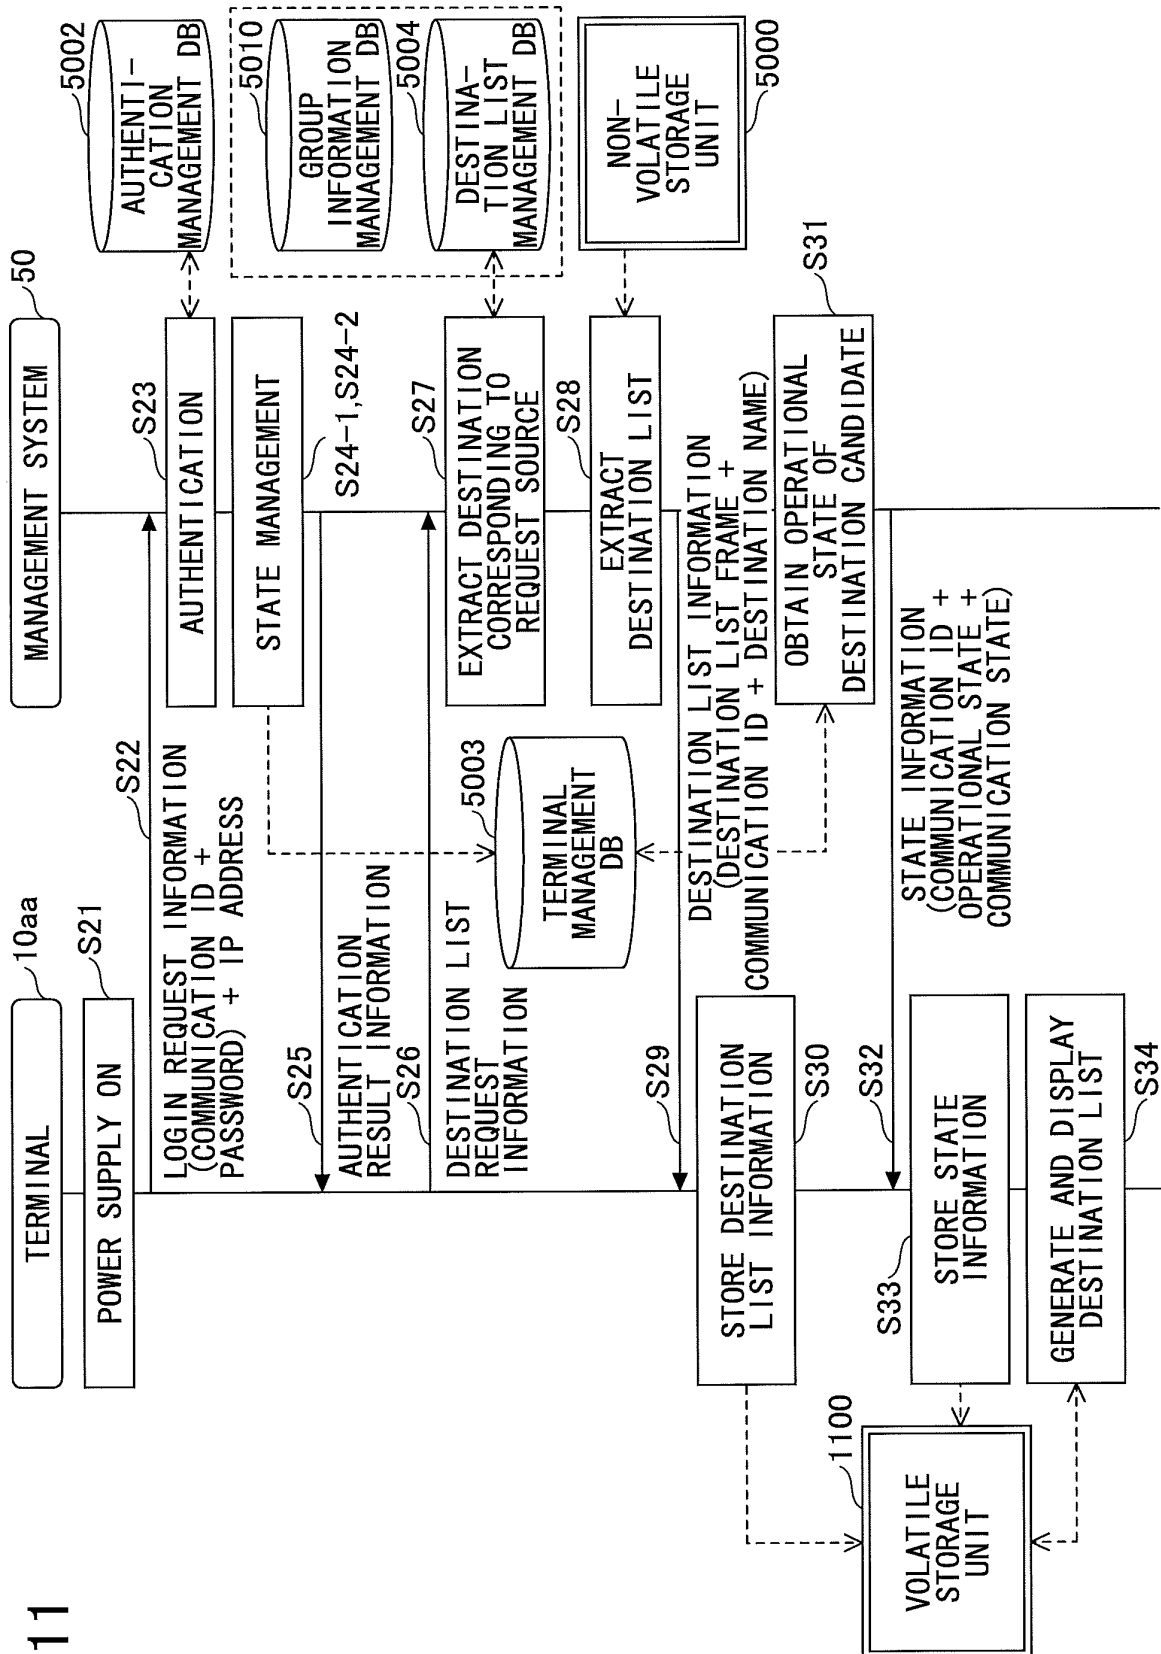 11
TERMINAL
10aa
MANAGEMENT SYSTEM
50
POWER SUPPLY ON
S21
S22
LOGIN REQUEST INFORMATION
(COMMUNICATION ID +
PASSWORD) + IP ADDRESS
S23
AUTHENTICATION
5002
AUTHENTI-
CATION
MANAGEMENT DB
STATE MANAGEMENT
S24-1,S24-2
S25
AUTHENTICATION
RESULT INFORMATION
5010
GROUP
INFORMATION
MANAGEMENT DB
S26
DESTINATION LIST
REQUEST
INFORMATION
5003
TERMINAL
MANAGEMENT
DB
S27
EXTRACT DESTINATION
CORRESPONDING TO
REQUEST SOURCE
5004
DESTINA-
TION LIST
MANAGEMENT DB
S28
EXTRACT
DESTINATION LIST
NON-
VOLATILE
STORAGE
UNIT
5000
S29
DESTINATION LIST INFORMATION
(DESTINATION LIST FRAME +
COMMUNICATION ID + DESTINATION NAME)
STORE DESTINATION
LIST INFORMATION
S30
S31
OBTAIN OPERATIONAL
STATE OF
DESTINATION CANDIDATE
S32
STATE INFORMATION
(COMMUNICATION ID +
OPERATIONAL STATE +
COMMUNICATION STATE)
1100
VOLATILE
STORAGE
UNIT
S33
STORE STATE
INFORMATION
GENERATE AND DISPLAY
DESTINATION LIST
S34